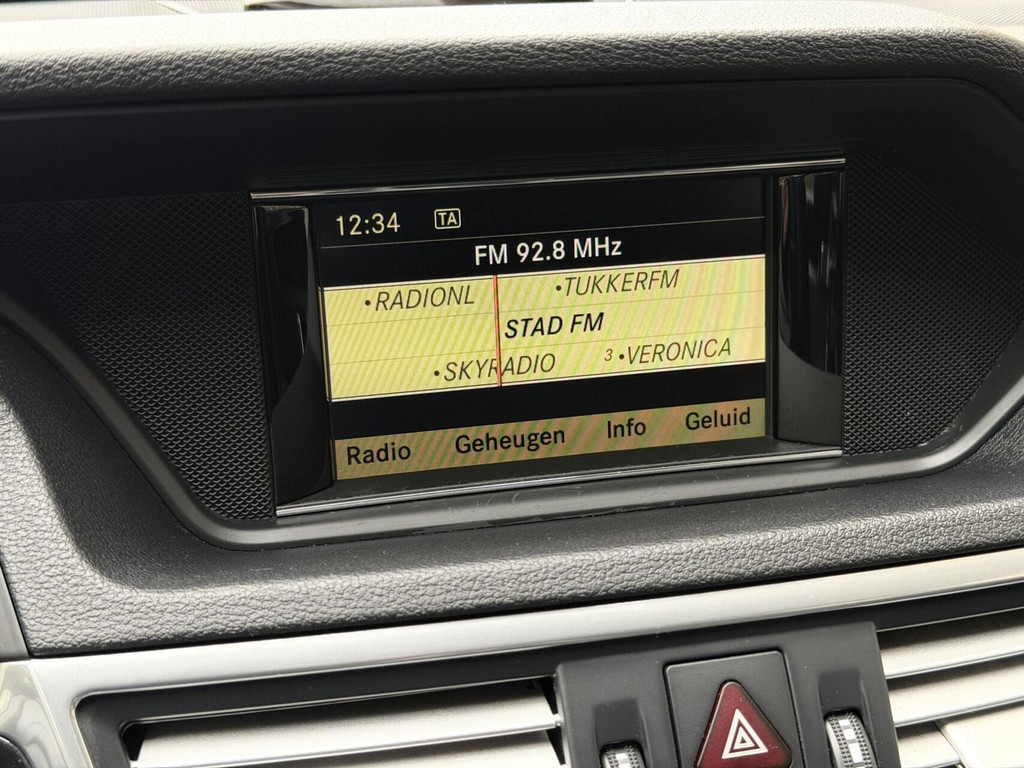 12:34 TA
FM 92.8 MHz
•RADIONL •TUKKERFM
STAD FM
•SKYRADIO 3 •VERONICA
Radio Geheugen Info Geluid